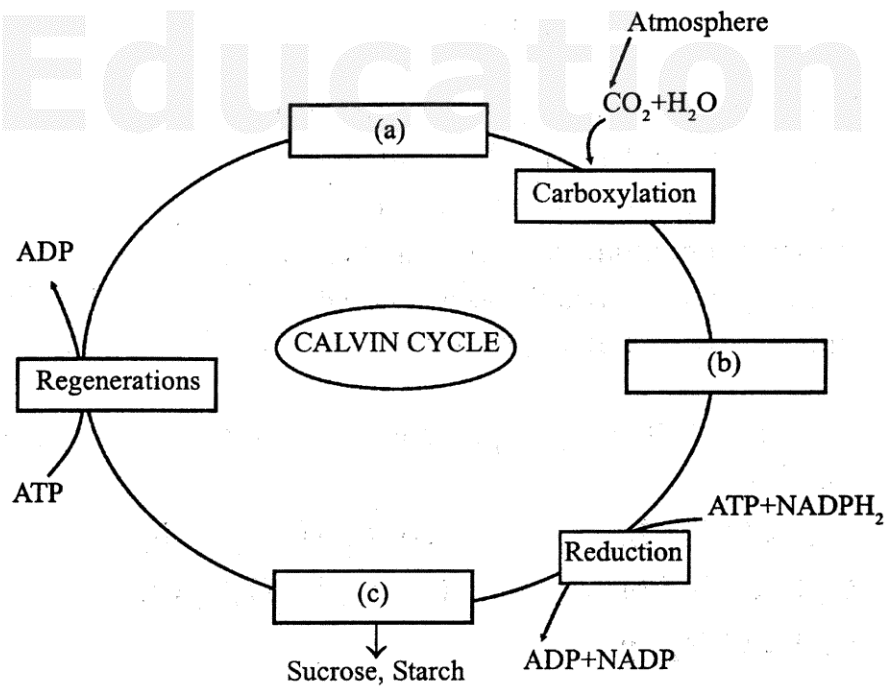 Education
Atmosphere
CO₂+H₂O
(a)
Carboxylation
ADP
CALVIN CYCLE
(b)
Regenerations
ATP
ATP+NADPH₂
Reduction
(c)
ADP+NADP
Sucrose, Starch